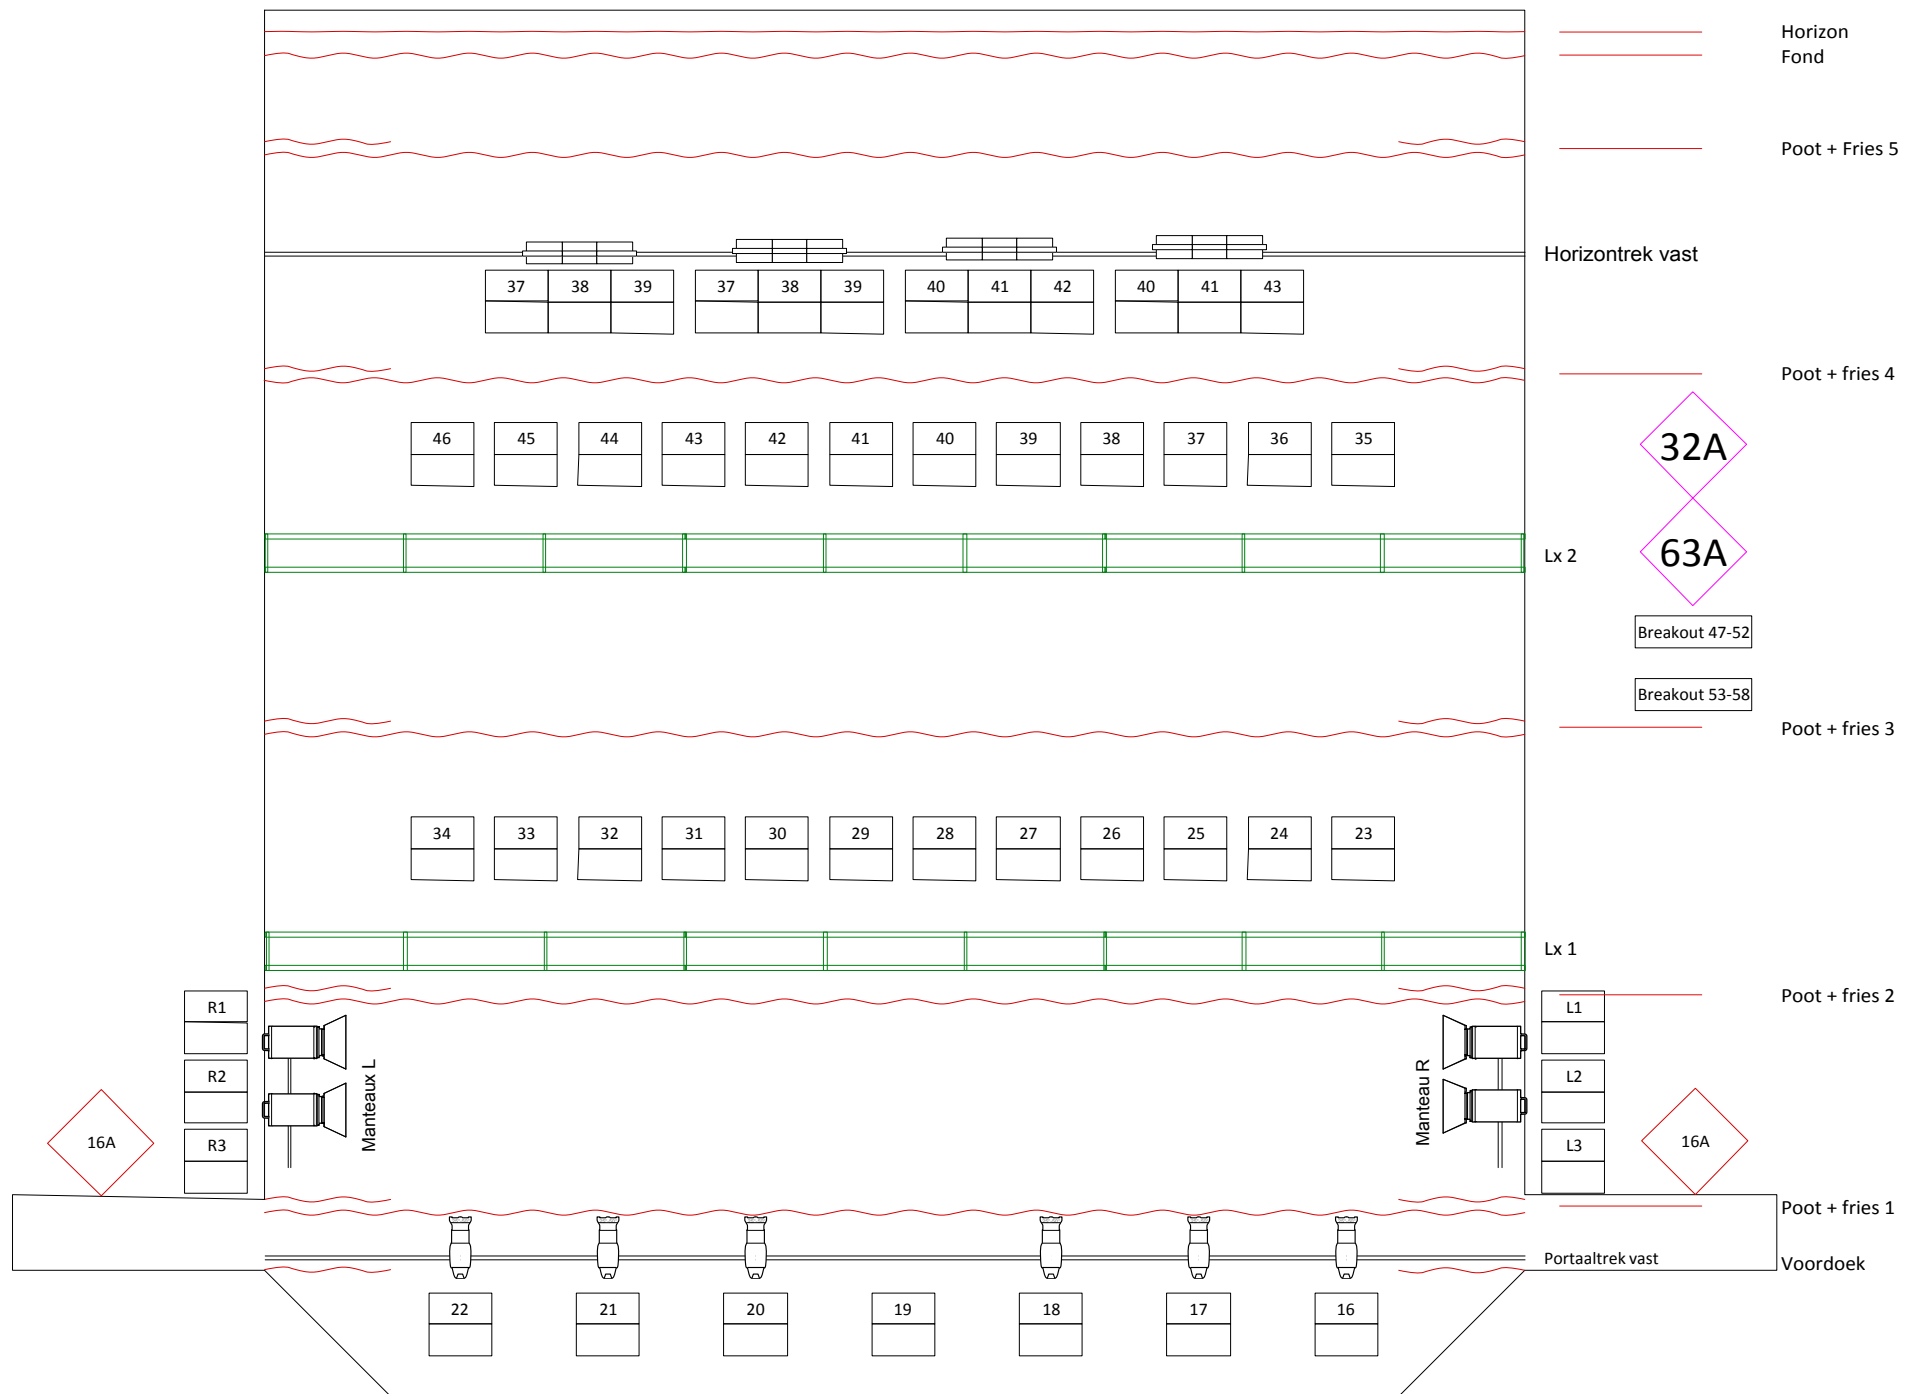 Horizon
Fond
Poot + Fries 5
Horizontrek vast
37 38 39 37 38 39 40 41 42 40 41 43
Poot + fries 4
46 45 44 43 42 41 40 39 38 37 36 35
32A
63A
Lx 2
Breakout 47-52
Breakout 53-58
Poot + fries 3
34 33 32 31 30 29 28 27 26 25 24 23
Lx 1
Poot + fries 2
R1
R2
R3
16A
Manteaux L
Manteau R
L1
L2
L3
16A
Poot + fries 1
Portaaltrek vast
Voordoek
22 21 20 19 18 17 16